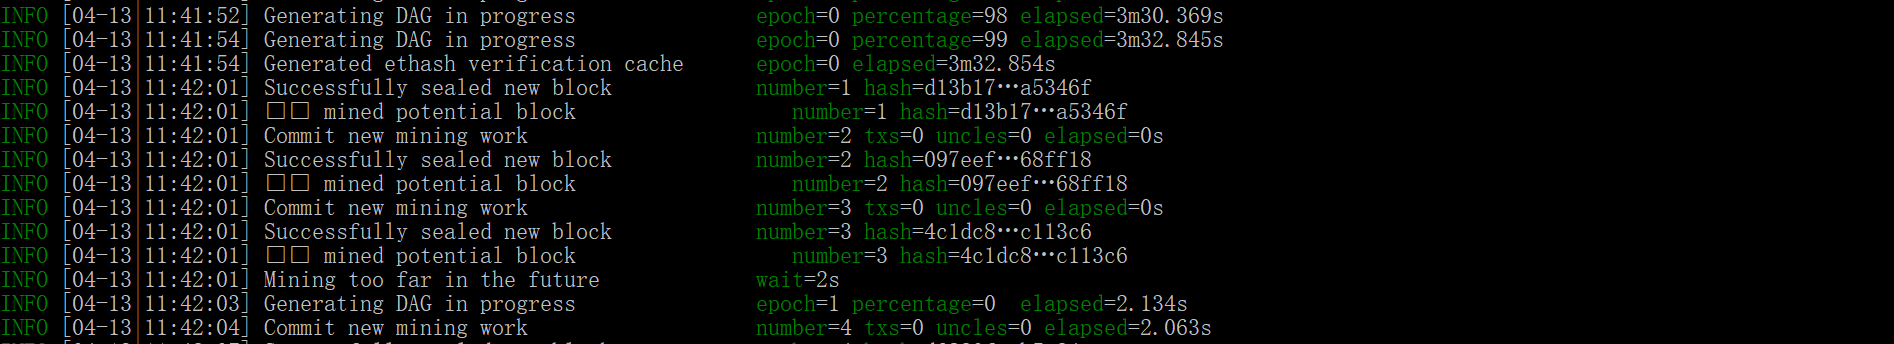 INFO [04-13|11:41:52] Generating DAG in progress epoch=0 percentage=98 elapsed=3m30.369s
INFO [04-13|11:41:54] Generating DAG in progress epoch=0 percentage=99 elapsed=3m32.845s
INFO [04-13|11:41:54] Generated ethash verification cache epoch=0 elapsed=3m32.854s
INFO [04-13|11:42:01] Successfully sealed new block number=1 hash=d13b17…a5346f
INFO [04-13|11:42:01] □□ mined potential block number=1 hash=d13b17…a5346f
INFO [04-13|11:42:01] Commit new mining work number=2 txs=0 uncles=0 elapsed=0s
INFO [04-13|11:42:01] Successfully sealed new block number=2 hash=097eef…68ff18
INFO [04-13|11:42:01] □□ mined potential block number=2 hash=097eef…68ff18
INFO [04-13|11:42:01] Commit new mining work number=3 txs=0 uncles=0 elapsed=0s
INFO [04-13|11:42:01] Successfully sealed new block number=3 hash=4c1dc8…c113c6
INFO [04-13|11:42:01] □□ mined potential block number=3 hash=4c1dc8…c113c6
INFO [04-13|11:42:01] Mining too far in the future wait=2s
INFO [04-13|11:42:03] Generating DAG in progress epoch=1 percentage=0 elapsed=2.134s
INFO [04-13|11:42:04] Commit new mining work number=4 txs=0 uncles=0 elapsed=2.063s